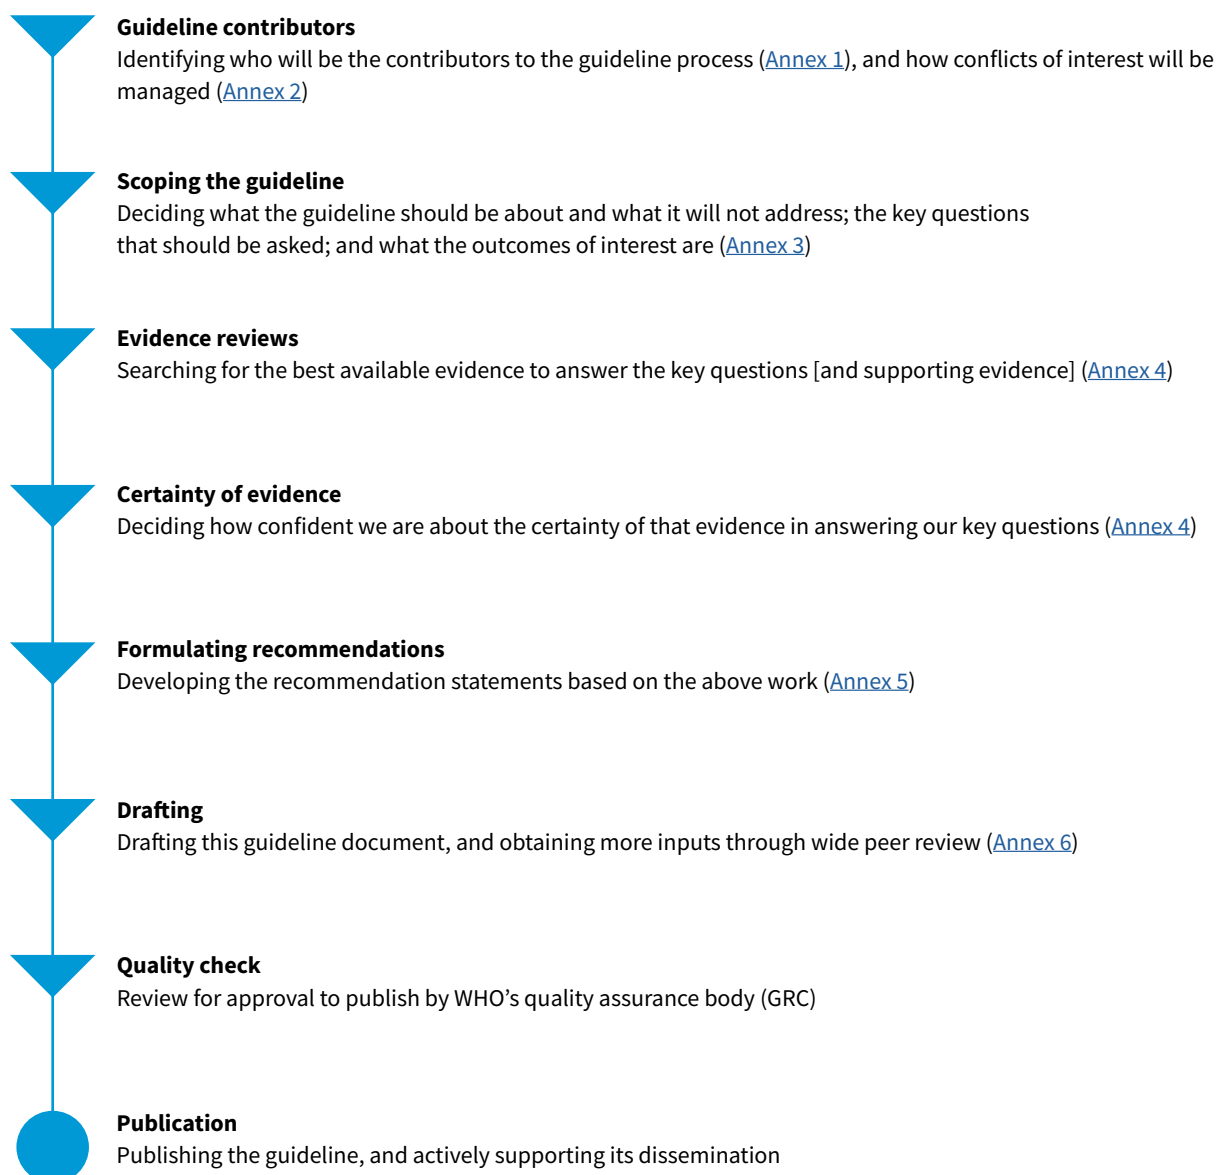 Guideline contributors
Identifying who will be the contributors to the guideline process (Annex 1), and how conflicts of interest will be
managed (Annex 2)
Scoping the guideline
Deciding what the guideline should be about and what it will not address; the key questions
that should be asked; and what the outcomes of interest are (Annex 3)
Evidence reviews
Searching for the best available evidence to answer the key questions [and supporting evidence] (Annex 4)
Certainty of evidence
Deciding how confident we are about the certainty of that evidence in answering our key questions (Annex 4)
Formulating recommendations
Developing the recommendation statements based on the above work (Annex 5)
Drafting
Drafting this guideline document, and obtaining more inputs through wide peer review (Annex 6)
Quality check
Review for approval to publish by WHO’s quality assurance body (GRC)
Publication
Publishing the guideline, and actively supporting its dissemination